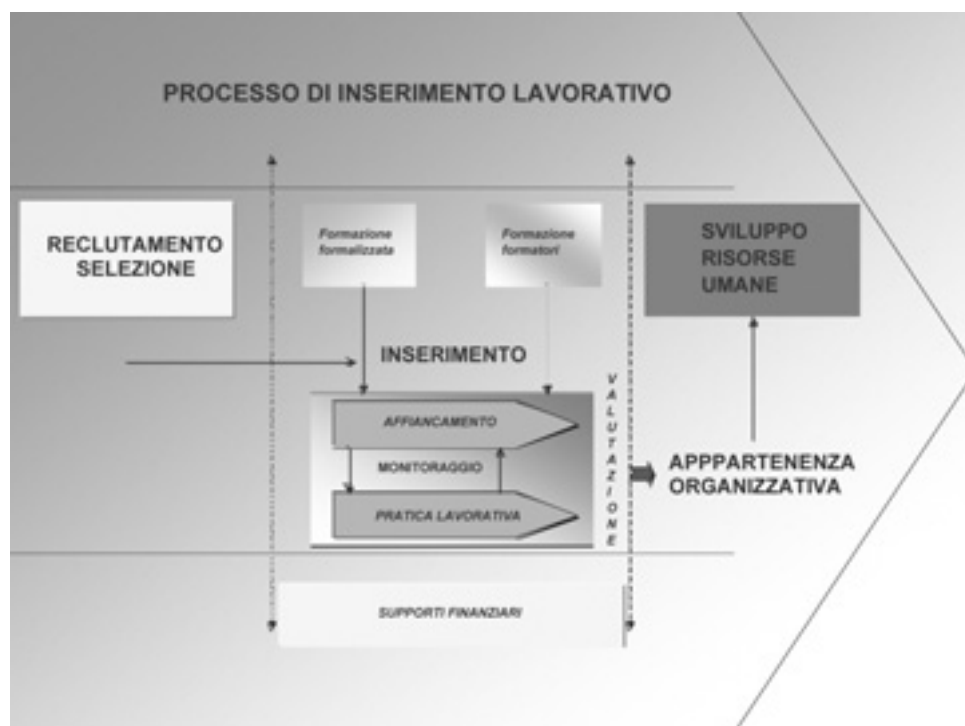 PROCESSO DI INSERIMENTO LAVORATIVO
RECLUTAMENTO
SELEZIONE
Formazione
formalizzata
Formazione
formatori
SVILUPPO
RISORSE
UMANE
INSERIMENTO
AFFIANCAMENTO
MONITORAGGIO
PRATICA LAVORATIVA
VALUTAZIONE
APPPARTENENZA
ORGANIZZATIVA
SUPPORTI FINANZIARI